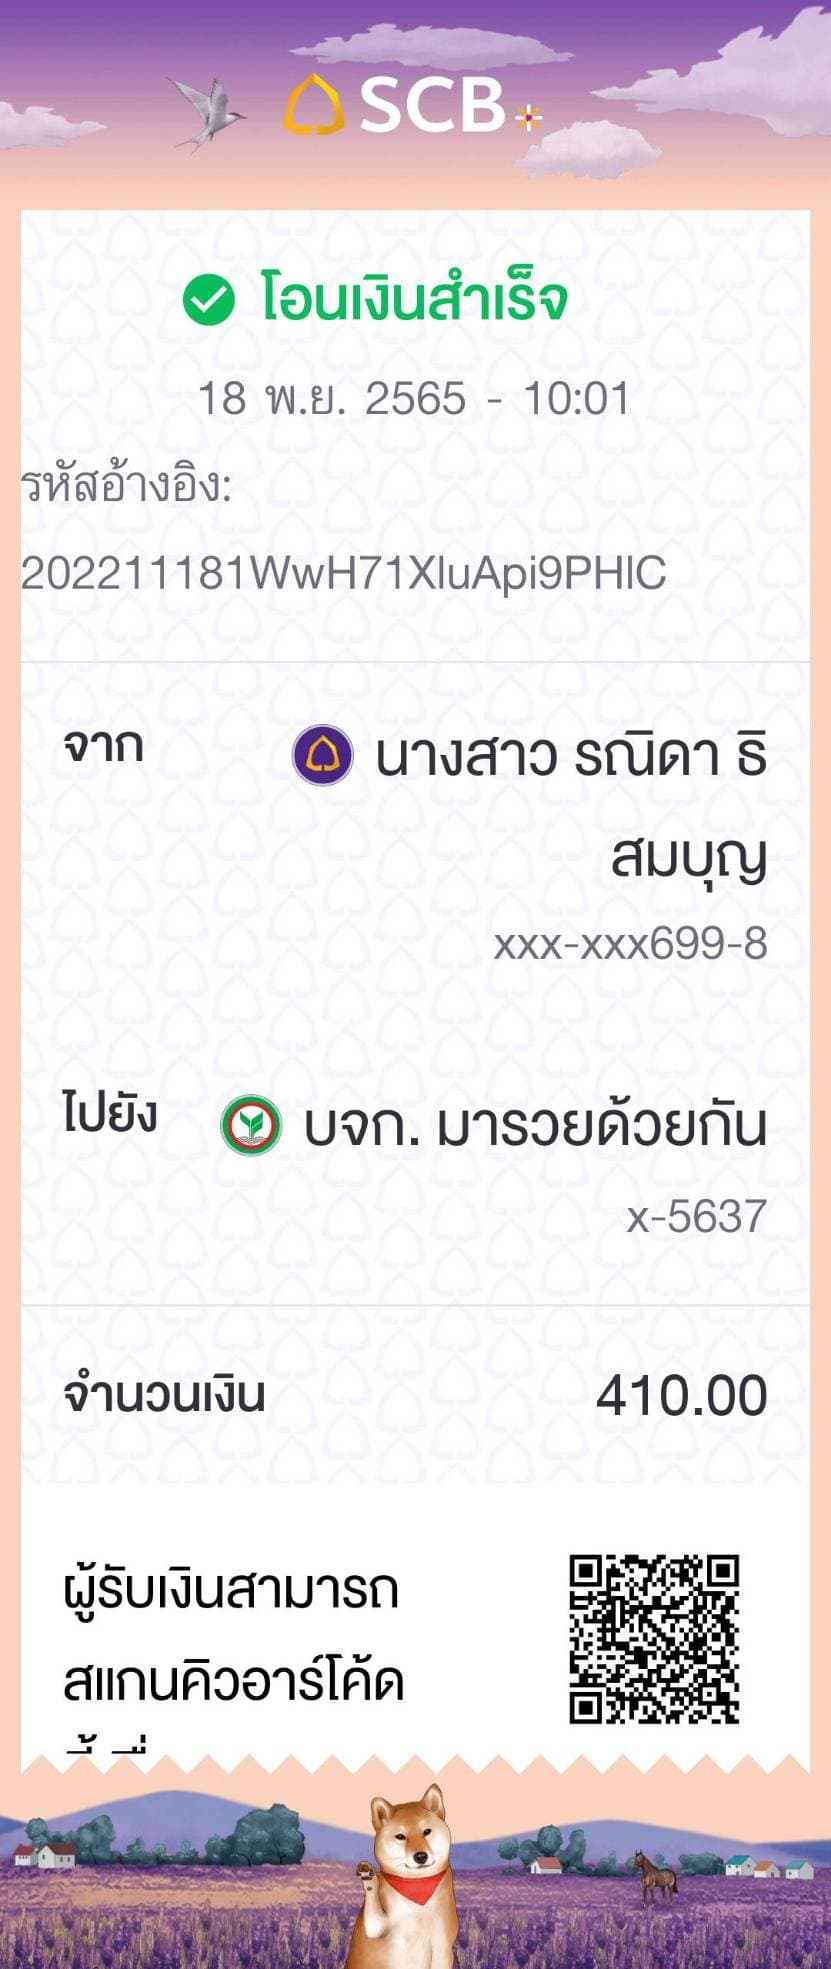 SCB
โอนเงินสำเร็จ
18 พ.ย. 2565 - 10:01
รหัสอ้างอิง:
202211181WwH71XluApi9PHlC
จาก
นางสาว รณิดา ธิ
สมบุญ
xxx-xxx699-8
ไปยัง
บจก. มารวยด้วยกัน
x-5637
จำนวนเงิน
410.00
ผู้รับเงินสามารถ
สแกนคิวอาร์โค้ด